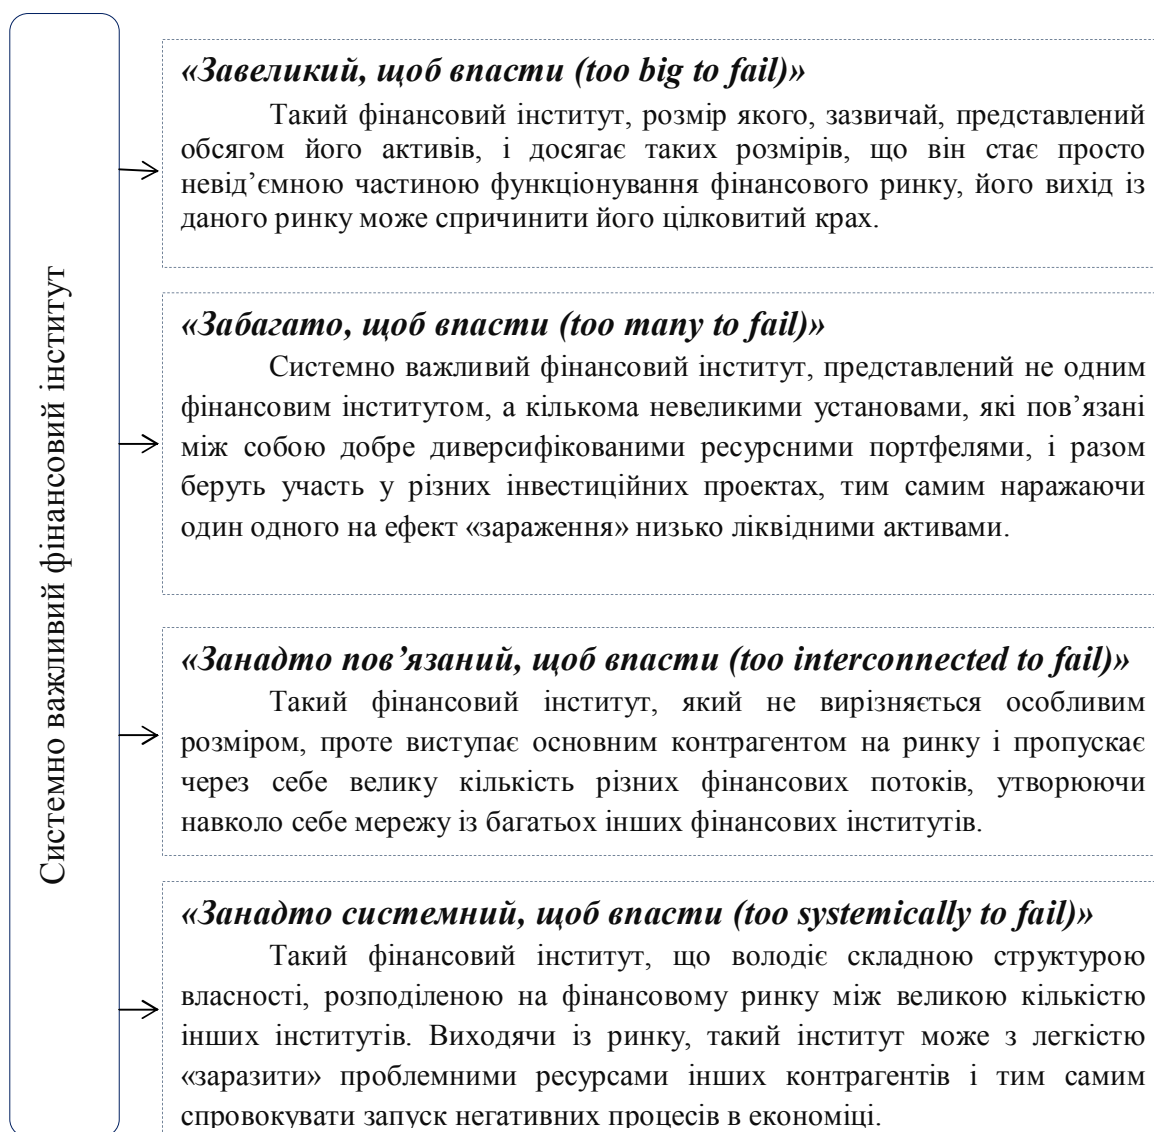 Системно важливий фінансовий інститут
«Завеликий, щоб впасти (too big to fail)»
Такий фінансовий інститут, розмір якого, зазвичай, представлений
обсягом його активів, і досягає таких розмірів, що він стає просто
невід’ємною частиною функціонування фінансового ринку, його вихід із
даного ринку може спричинити його цілковитий крах.
«Забагато, щоб впасти (too many to fail)»
Системно важливий фінансовий інститут, представлений не одним
фінансовим інститутом, а кількома невеликими установами, які пов’язані
між собою добре диверсифікованими ресурсними портфелями, і разом
беруть участь у різних інвестиційних проектах, тим самим наражаючи
один одного на ефект «зараження» низько ліквідними активами.
«Занадто пов’язаний, щоб впасти (too interconnected to fail)»
Такий фінансовий інститут, який не вирізняється особливим
розміром, проте виступає основним контрагентом на ринку і пропускає
через себе велику кількість різних фінансових потоків, утворюючи
навколо себе мережу із багатьох інших фінансових інститутів.
«Занадто системний, щоб впасти (too systemically to fail)»
Такий фінансовий інститут, що володіє складною структурою
власності, розподіленою на фінансовому ринку між великою кількістю
інших інститутів. Виходячи із ринку, такий інститут може з легкістю
«заразити» проблемними ресурсами інших контрагентів і тим самим
спровокувати запуск негативних процесів в економіці.